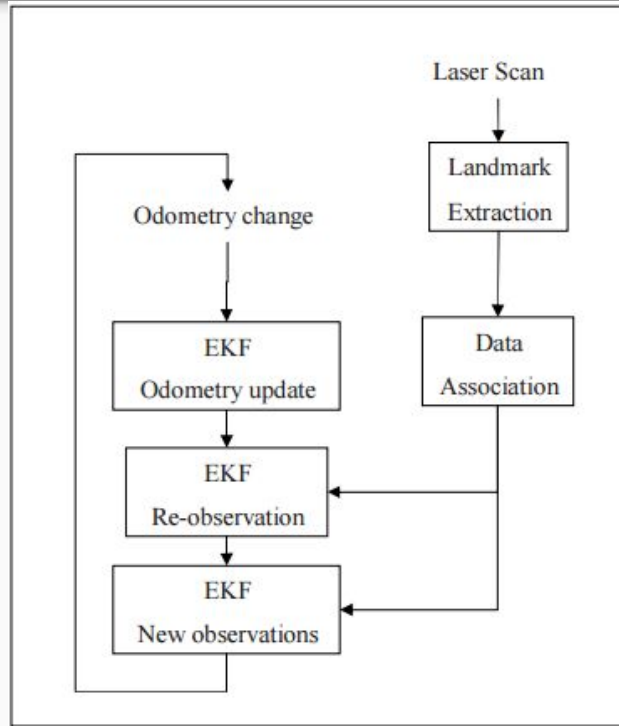 Laser Scan
Landmark
Extraction
Odometry change
EKF
Odometry update
Data
Association
EKF
Re-observation
EKF
New observations